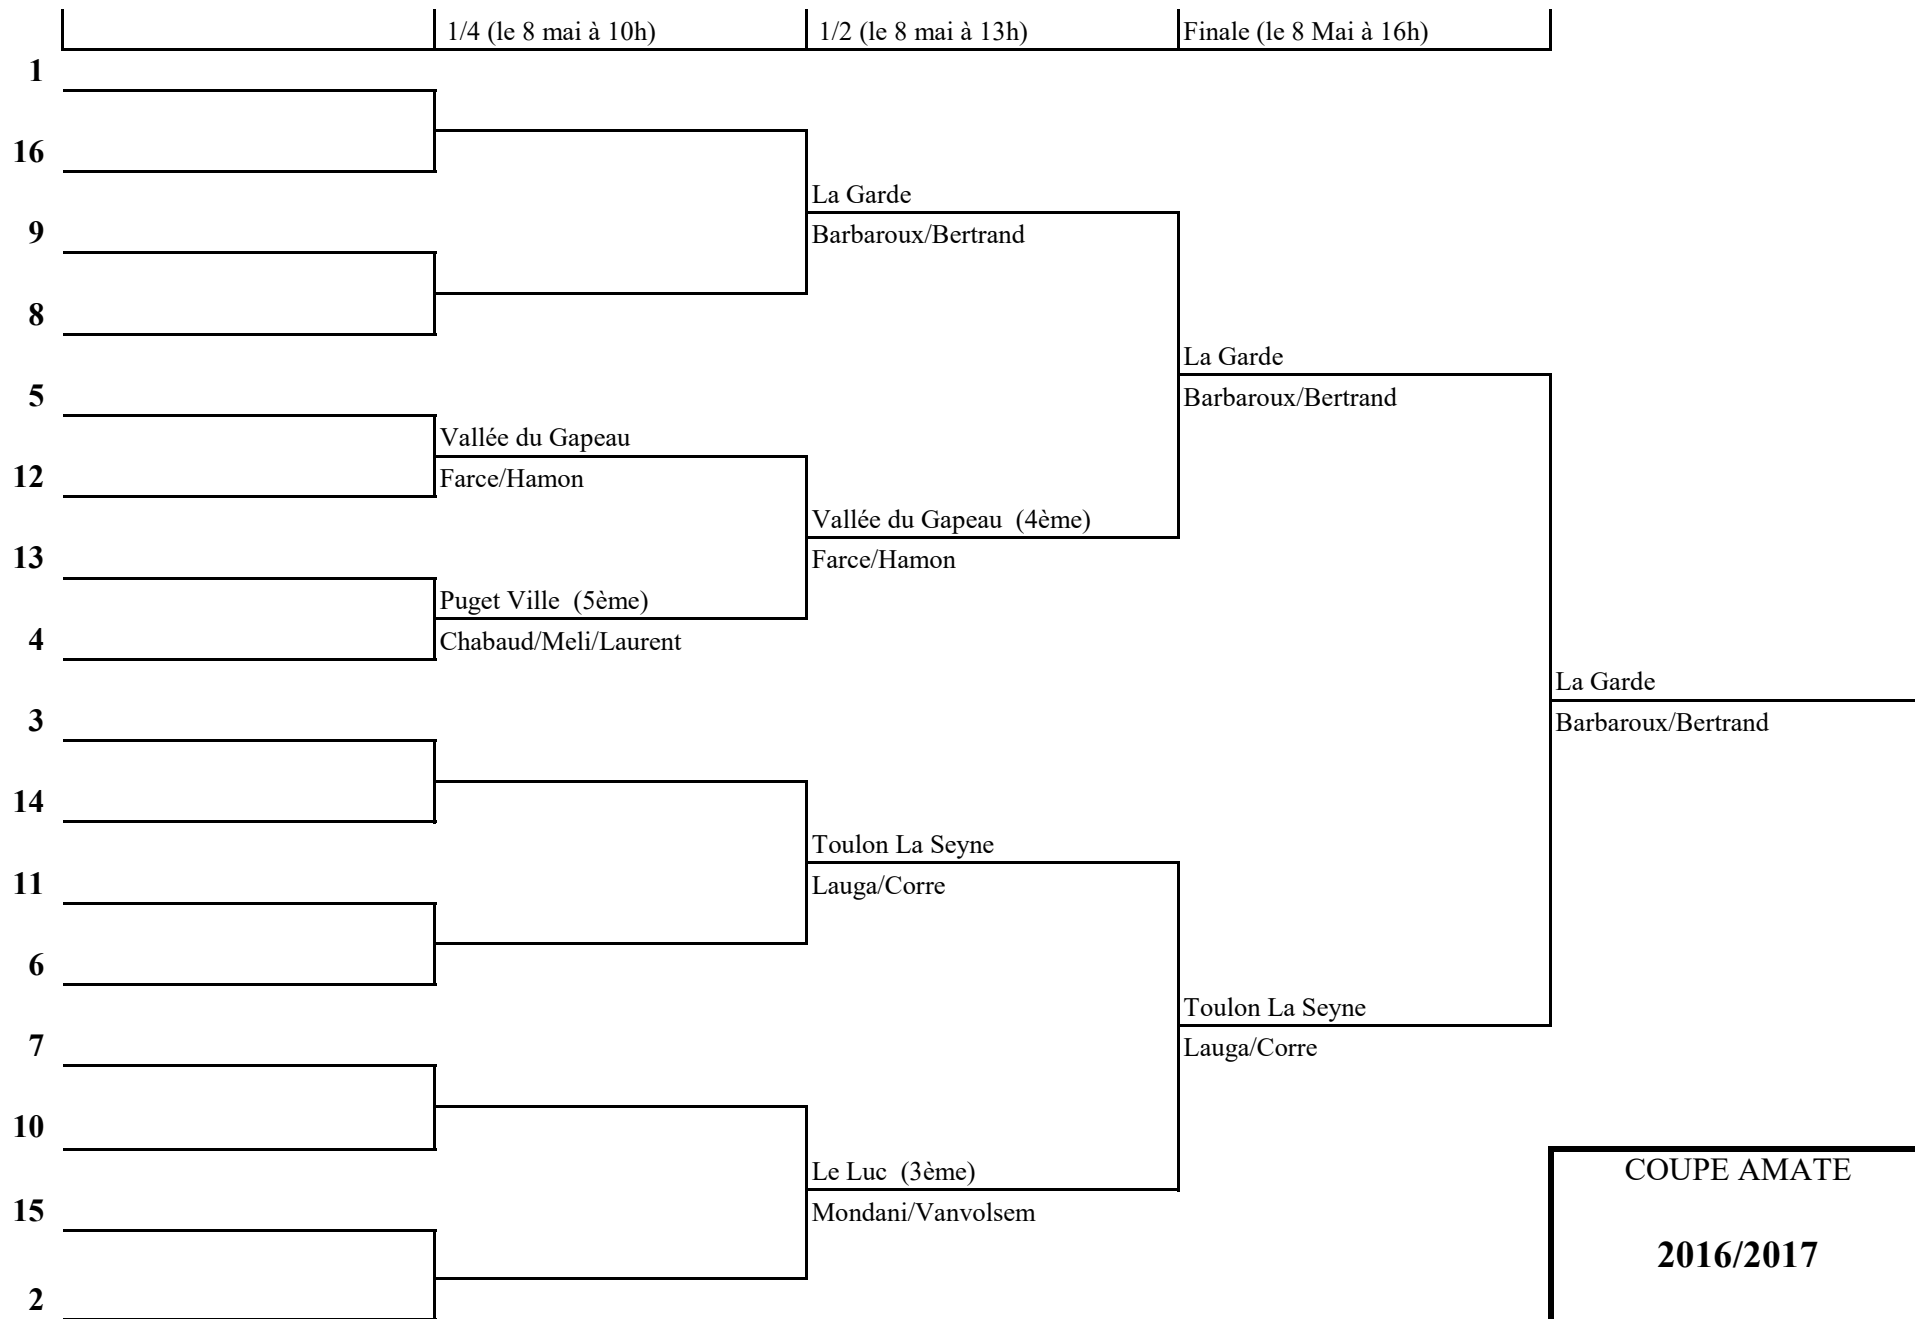 1/4 (le 8 mai à 10h)
1/2 (le 8 mai à 13h)
Finale (le 8 Mai à 16h)
1
16
La Garde
9
Barbaroux/Bertrand
8
La Garde
5
Barbaroux/Bertrand
Vallée du Gapeau
12
Farce/Hamon
Vallée du Gapeau  (4ème)
13
Farce/Hamon
Puget Ville  (5ème)
4
Chabaud/Meli/Laurent
La Garde
3
Barbaroux/Bertrand
14
Toulon La Seyne
11
Lauga/Corre
6
Toulon La Seyne
7
Lauga/Corre
10
Le Luc  (3ème)
COUPE AMATE
15
Mondani/Vanvolsem
2016/2017
2